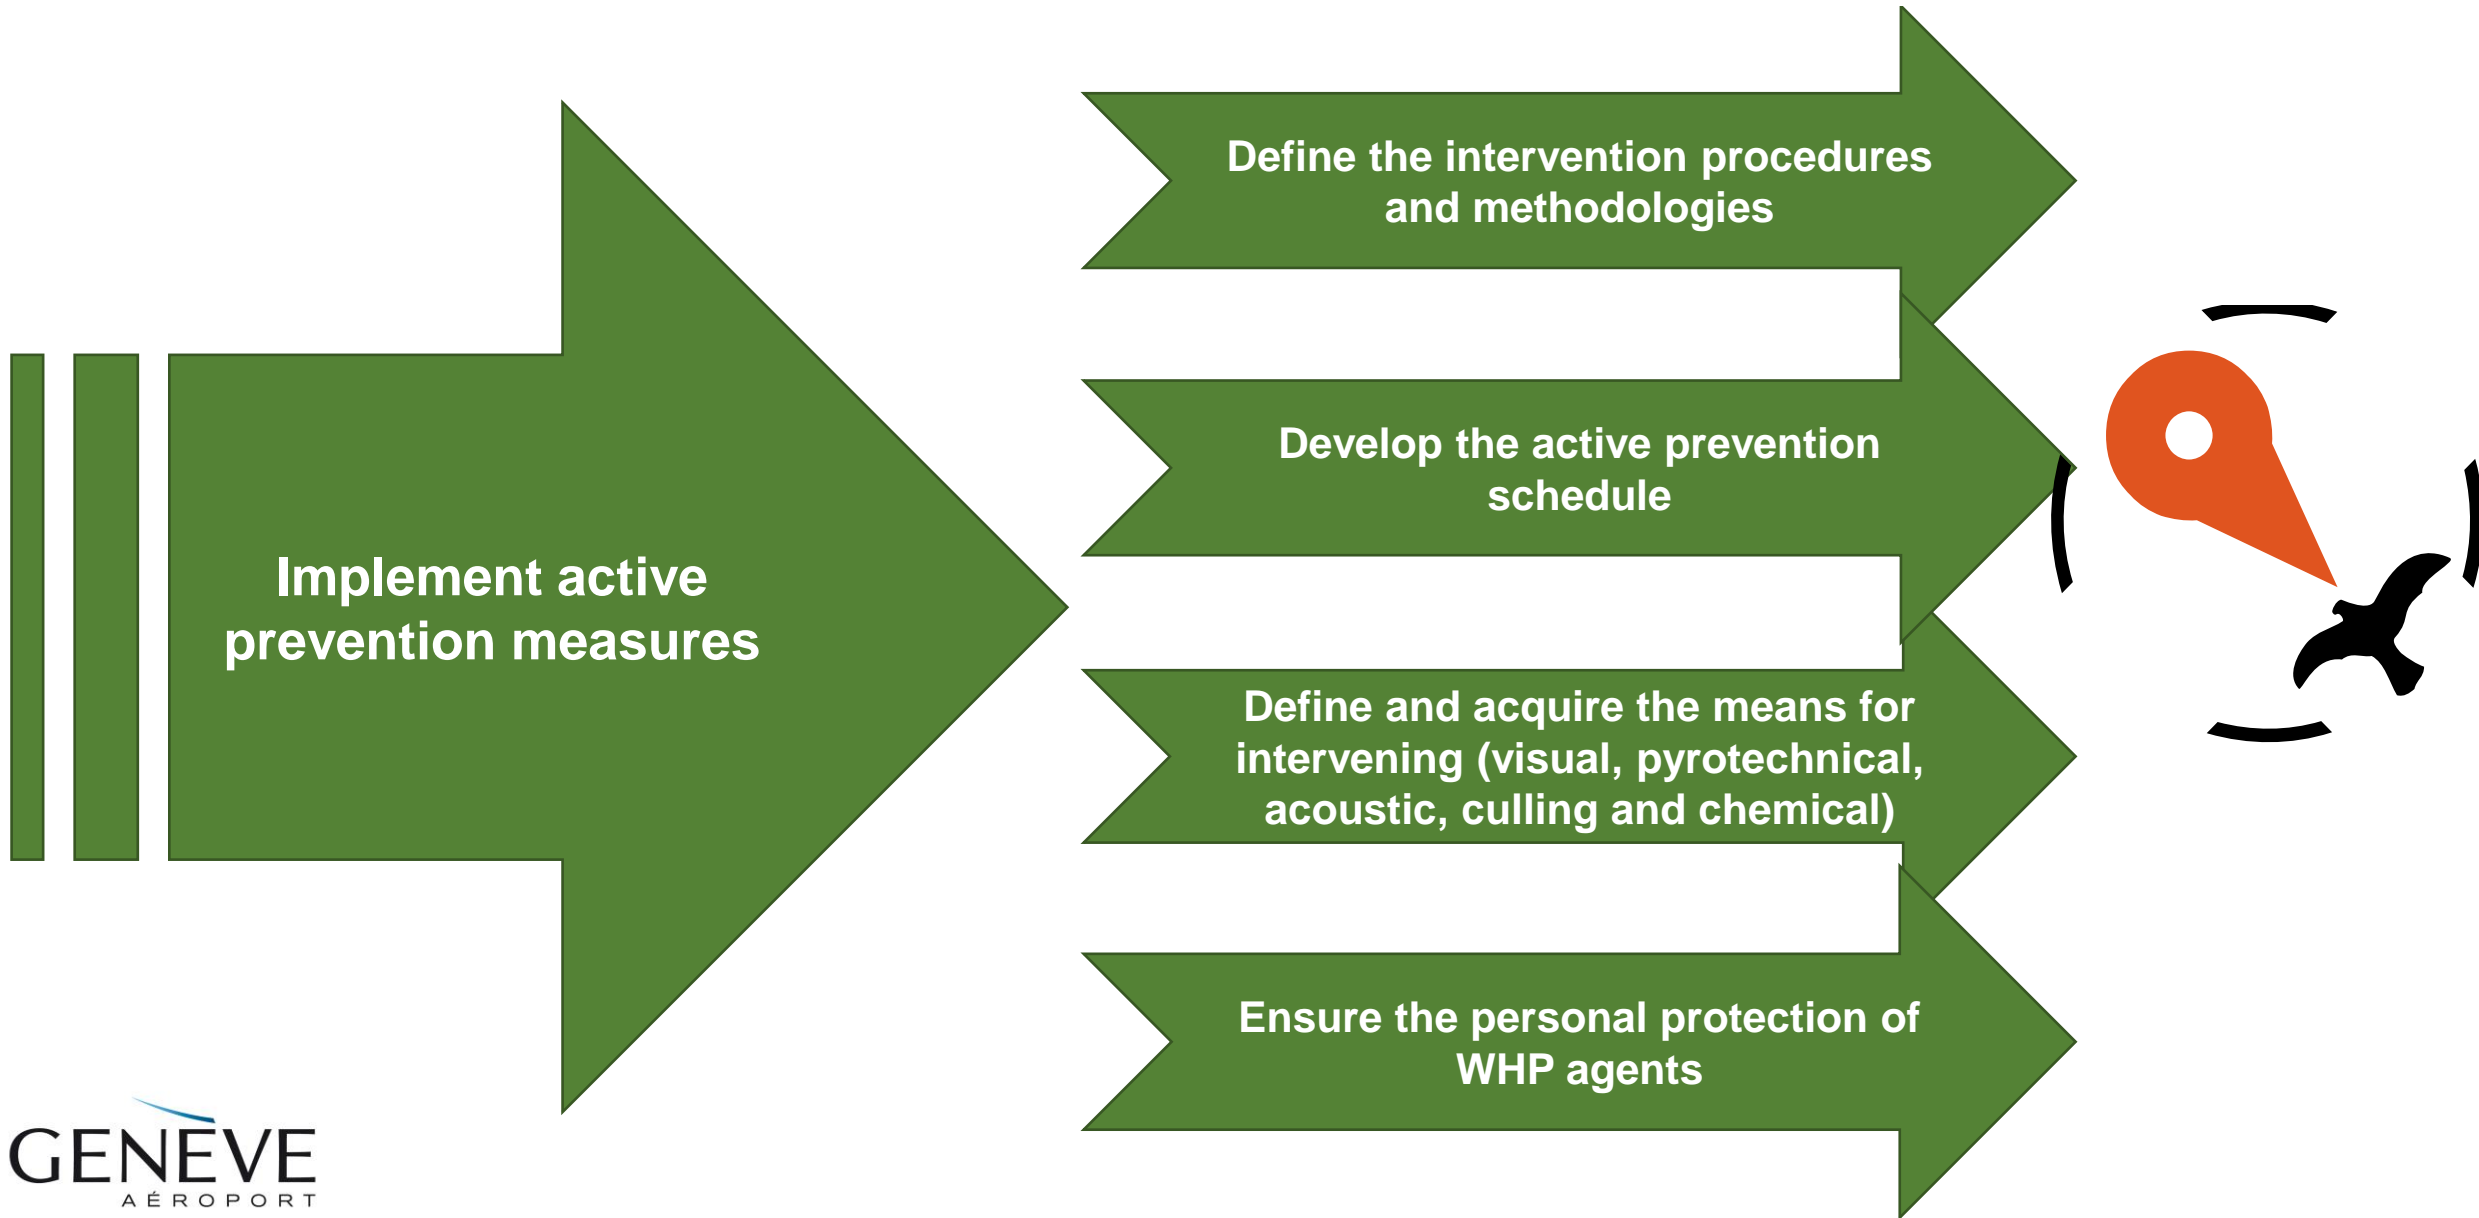 Implement active
prevention measures
Define the intervention procedures
and methodologies
Develop the active prevention
schedule
Define and acquire the means for
intervening (visual, pyrotechnical,
acoustic, culling and chemical)
Ensure the personal protection of
WHP agents
GENÈVE
AÉROPORT